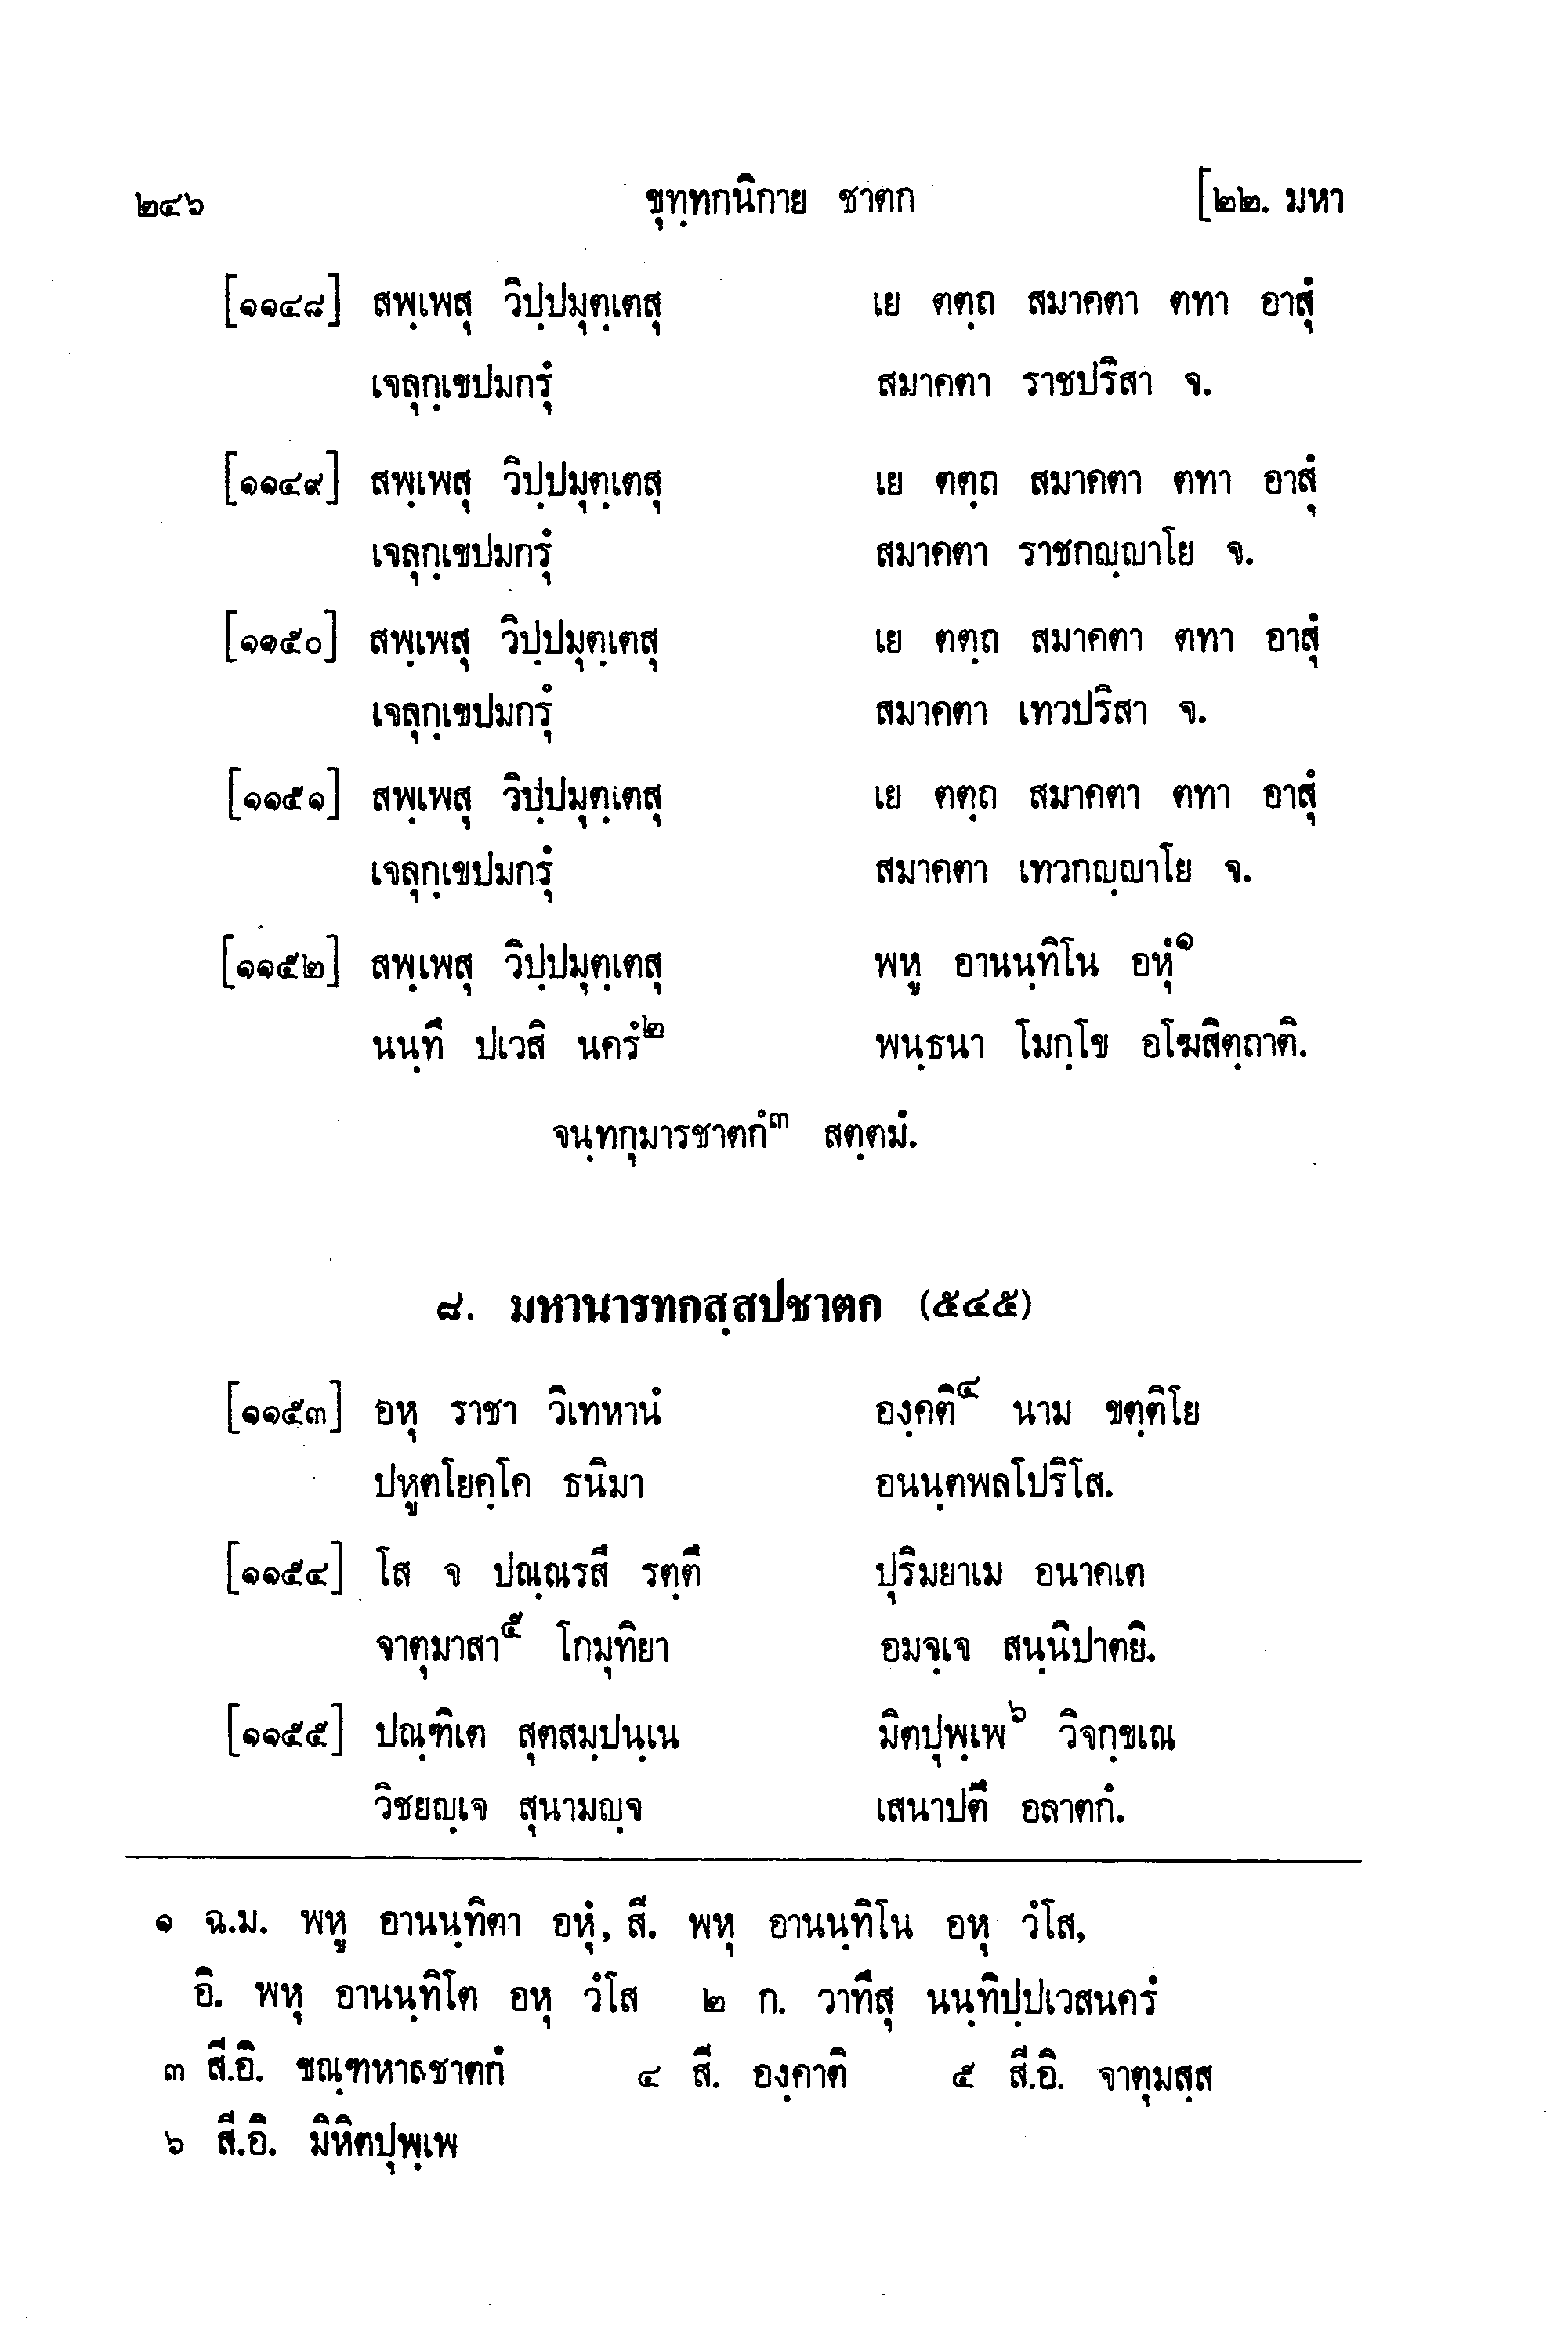 ๒๔๖ ขุทฺทกนิกาย ชาตก [๒๒. มหา
[๑๑๔๘] สพฺเพสุ วิปฺปมุตฺเตสุ เย ตตฺถ สมาคตา ตทา อาสุํ
เจลุกฺเขปมกรุํ สมาคตา ราชปริสา จ.
[๑๑๔๙] สพฺเพสุ วิปฺปมุตฺเตสุ เย ตตฺถ สมาคตา ตทา อาสุํ
เจลุกฺเขปมกรุํ สมาคตา ราชกญฺญาโย จ.
[๑๑๕๐] สพฺเพสุ วิปฺปมุตฺเตสุ เย ตตฺถ สมาคตา ตทา อาสุํ
เจลุกฺเขปมกรุํ สมาคตา เทวปริสา จ.
[๑๑๕๑] สพฺเพสุ วิปฺปมุตฺเตสุ เย ตตฺถ สมาคตา ตทา อาสุํ
เจลุกฺเขปมกรุํ สมาคตา เทวกญฺญาโย จ.
[๑๑๕๒] สพฺเพสุ วิปฺปมุตฺเตสุ พหู อานนฺทิโน อหุํ๑
นนฺทึ ปเวสิ นครํ๒ พนฺธนา โมกฺโข อโฆสิตฺถาติ.
จนฺทกุมารชาตกํ๓ สตฺตมํ.
๘. มหานารทกสฺสปชาตก (๕๔๕)
[๑๑๕๓] อหุ ราชา วิเทหานํ องฺคติ๔ นาม ขตฺติโย
ปหูตโยคฺโค ธนิมา อนนฺตพลโปริโส.
[๑๑๕๔] โส จ ปณฺณรสึ รตฺตึ ปุริมยาเม อนาคเต
จาตุมาสา๕ โกมุทิยา อมจฺเจ สนฺนิปาตยิ.
[๑๑๕๕] ปณฺฑิเต สุตสมฺปนฺเน มิตปุพฺเพ๖ วิจกฺขเณ
วิชยญฺเจ สุนามญฺจ เสนาปตึ อลาตกํ.
๑ ฉ.ม. พหู อานนฺทิตา อหุํ, สี. พหุ อานนฺทิโน อหุ วํโส,
อิ. พหุ อานนฺทิโต อหุ วํโส ๒ ก. วาทึสุ นนฺทิปฺปเวสนครํ
๓ สี.อิ. ขณฺฑหาธชาตกํ ๔ สี. องฺคาติ ๕ สี.อิ. จาตุมสฺส
๖ สี.อิ. มิหิตปุพฺเพ